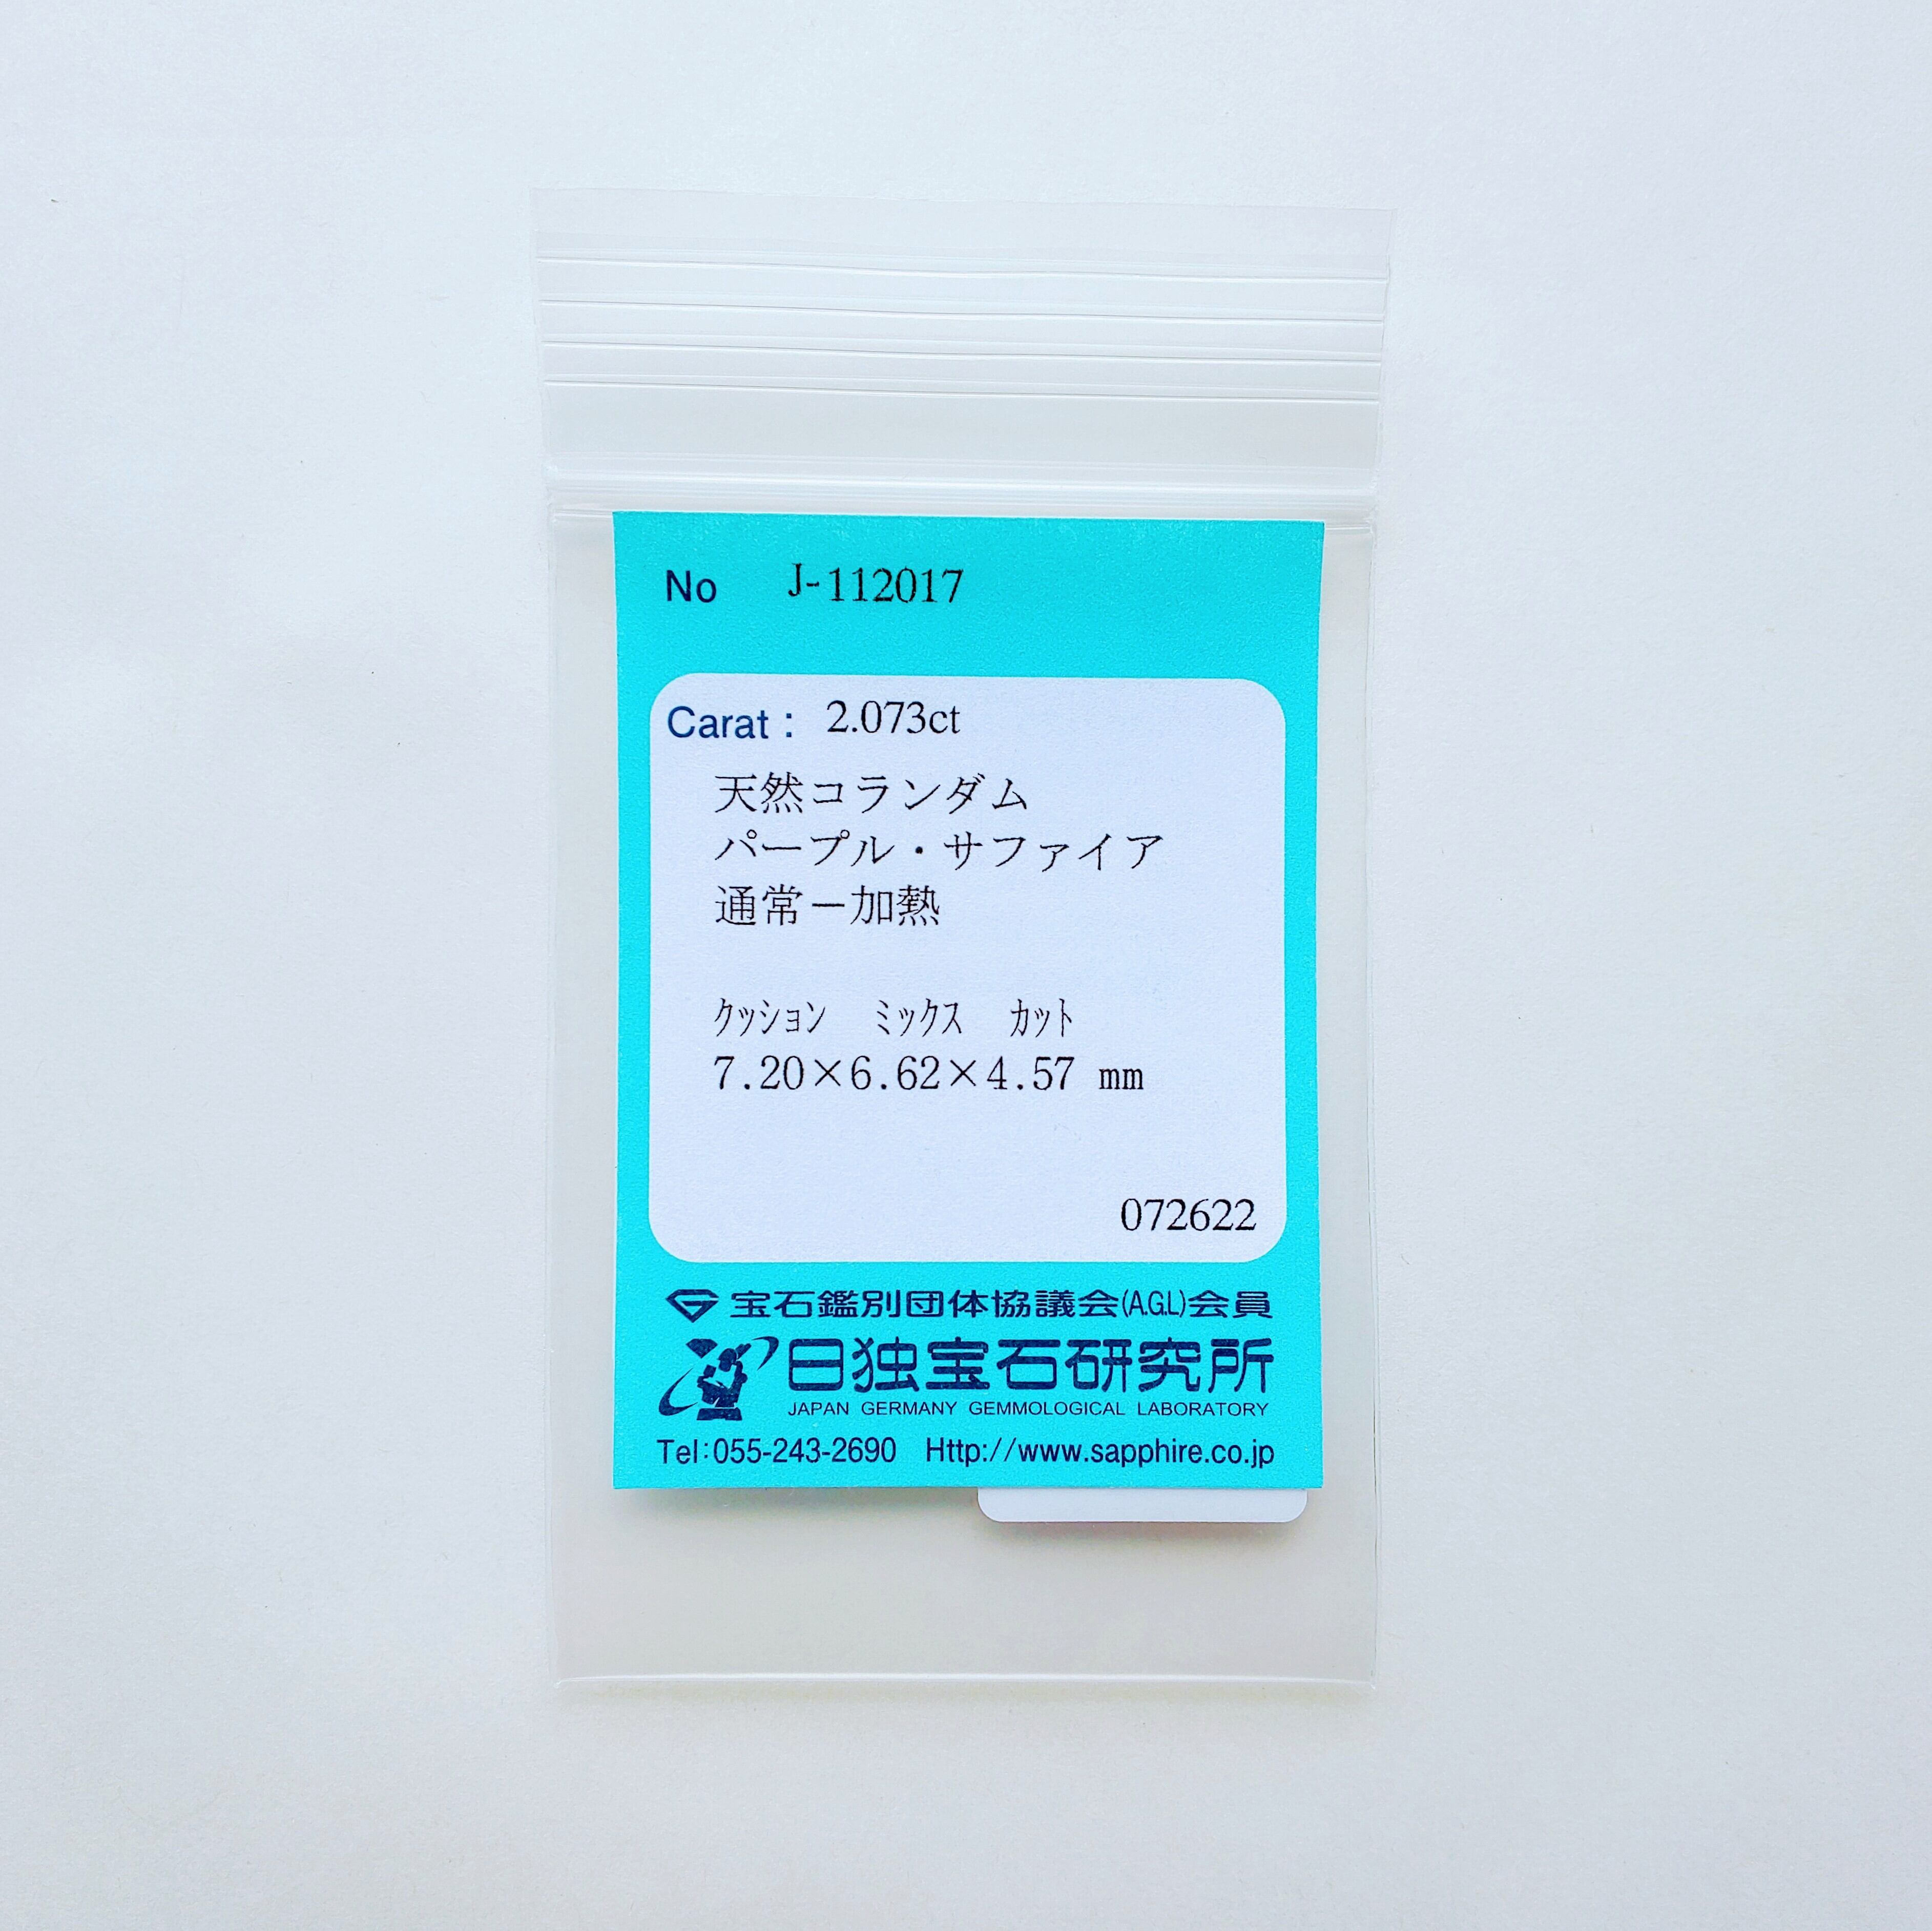 No J-112017
Carat : 2.073ct
天然コランダム
パープル・サファイア
通常－加熱
ｸｯｼｮﾝ ﾐｯｸｽ ｶｯﾄ
7.20×6.62×4.57 mm
072622
宝石鑑別団体協議会(A.G.L)会員
日独宝石研究所
JAPAN GERMANY GEMMOLOGICAL LABORATORY
Tel:055-243-2690 Http://www.sapphire.co.jp